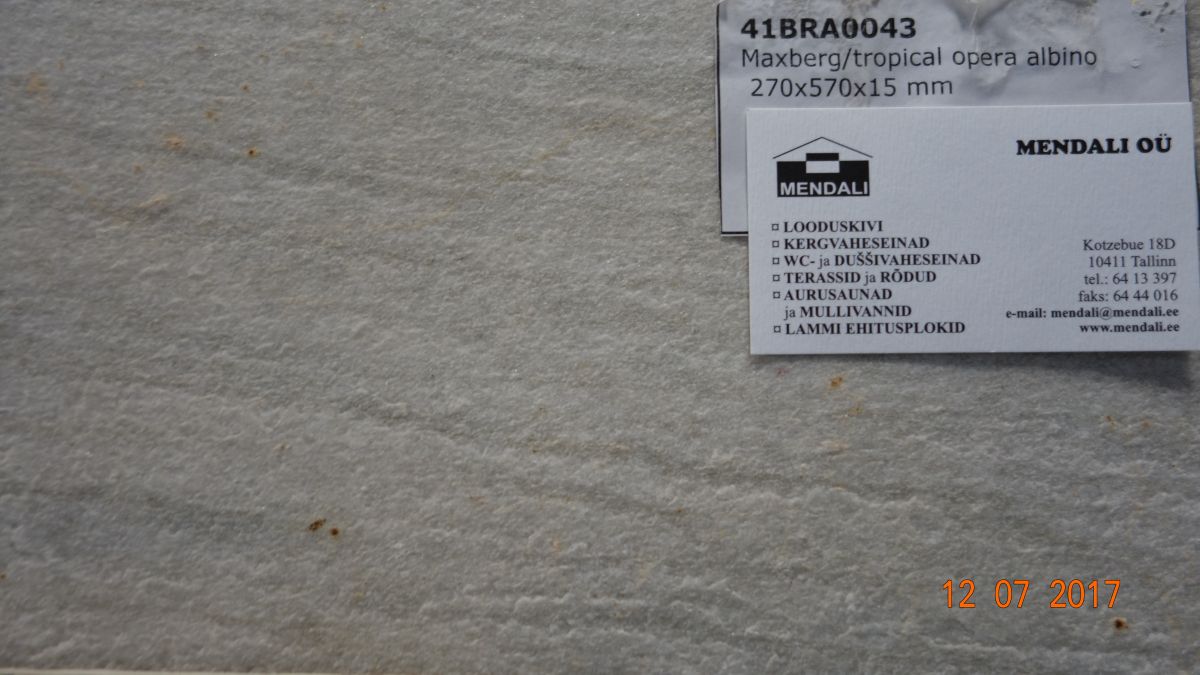 41BRA0043
Maxberg/tropical opera albino
270x570x15 mm
MENDALI
MENDALI OÜ
¤ LOODUSKIVI
¤ KERGVAHESEINAD
¤ WC- ja DUŠŠIVAHESEINAD
¤ TERASSID ja RÕDUD
¤ AURUSAUNAD
ja MULLIVANNID
¤ LAMMI EHITUSPLOKID
Kotzebue 18D
10411 Tallinn
tel.: 64 13 397
faks: 64 44 016
e-mail: mendali@mendali.ee
www.mendali.ee
12 07 2017